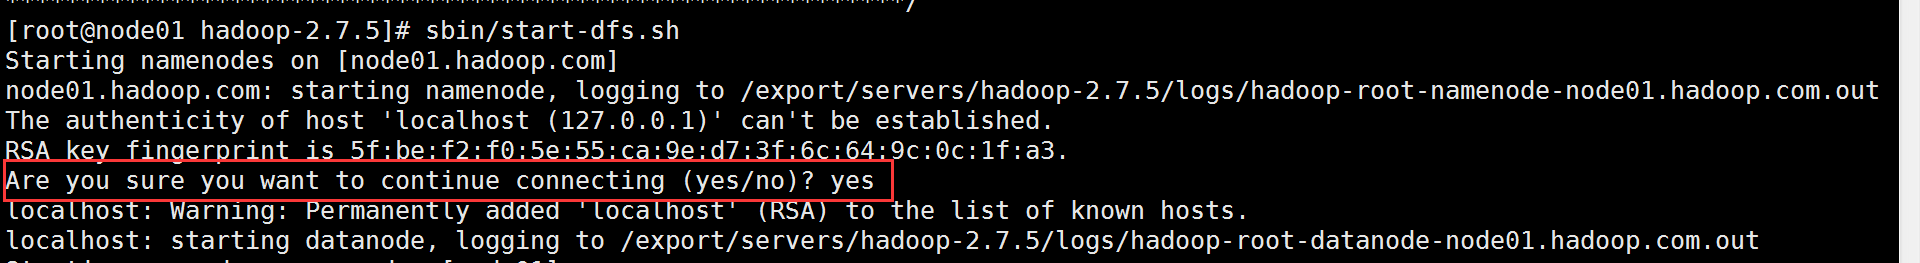 [root@node01 hadoop-2.7.5]# sbin/start-dfs.sh
Starting namenodes on [node01.hadoop.com]
node01.hadoop.com: starting namenode, logging to /export/servers/hadoop-2.7.5/logs/hadoop-root-namenode-node01.hadoop.com.out
The authenticity of host 'localhost (127.0.0.1)' can't be established.
RSA key fingerprint is 5f:be:f2:f0:5e:55:ca:9e:d7:3f:6c:64:9c:0c:1f:a3.
Are you sure you want to continue connecting (yes/no)? yes
localhost: Warning: Permanently added 'localhost' (RSA) to the list of known hosts.
localhost: starting datanode, logging to /export/servers/hadoop-2.7.5/logs/hadoop-root-datanode-node01.hadoop.com.out